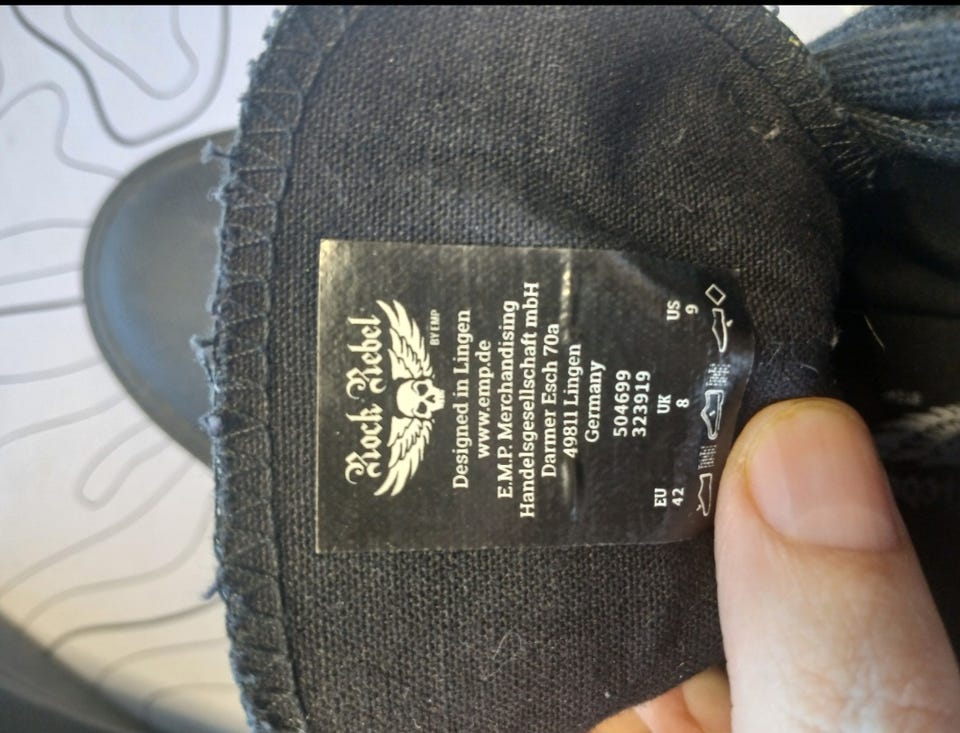 Rock Rebel
BY EMP
Designed in Lingen
www.emp.de
E.M.P. Merchandising
Handelsgesellschaft mbH
Darmer Esch 70a
49811 Lingen
Germany
504699
323919
EU UK US
42 8 9